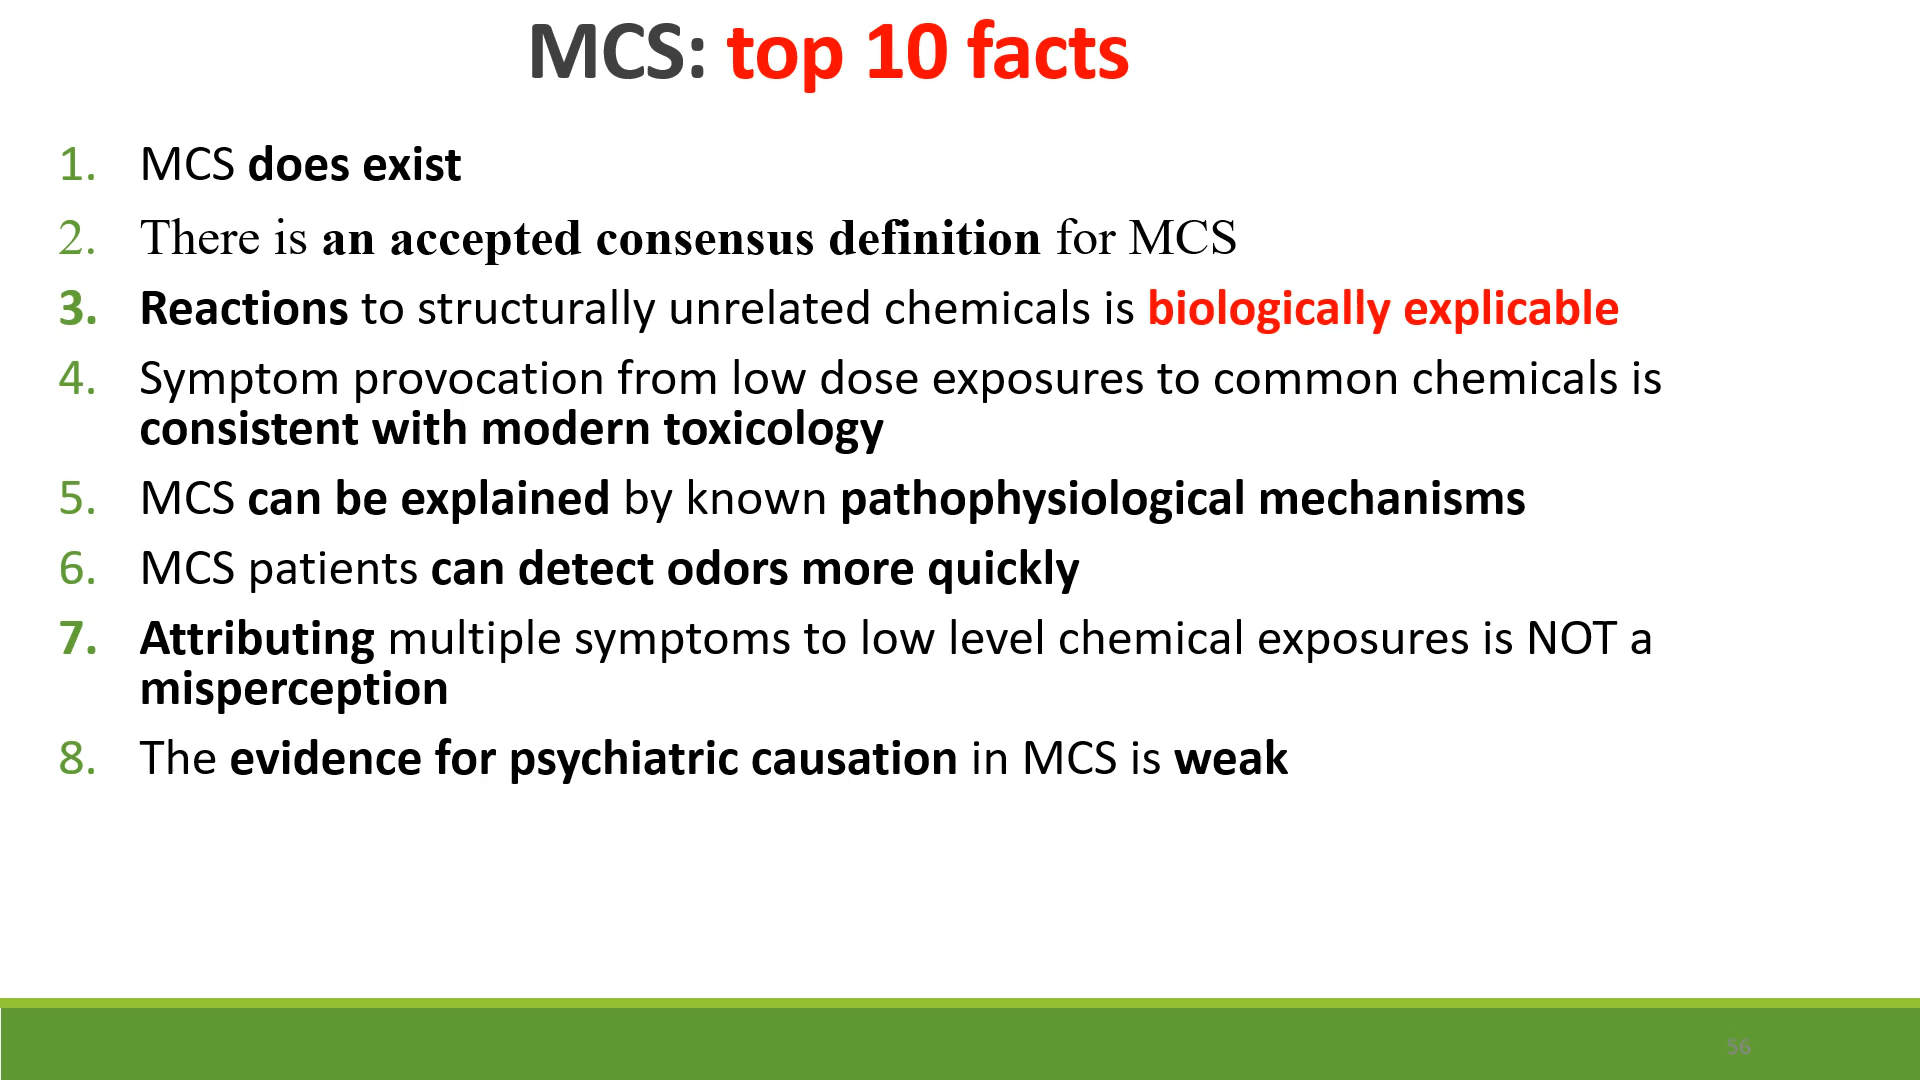 MCS: top 10 facts
1. MCS does exist
2. There is an accepted consensus definition for MCS
3. Reactions to structurally unrelated chemicals is biologically explicable
4. Symptom provocation from low dose exposures to common chemicals is
consistent with modern toxicology
5. MCS can be explained by known pathophysiological mechanisms
6. MCS patients can detect odors more quickly
7. Attributing multiple symptoms to low level chemical exposures is NOT a
misperception
8. The evidence for psychiatric causation in MCS is weak
56